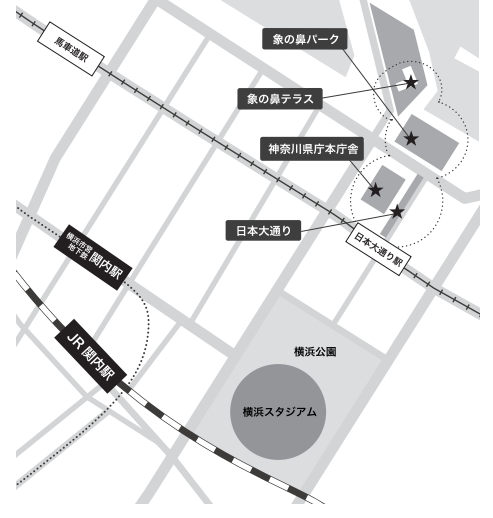 象の鼻パーク
馬車道駅
象の鼻テラス
神奈川県庁本庁舎
日本大通り
日本大通り駅
横浜市営
地下鉄
関内駅
JR 関内駅
横浜公園
横浜スタジアム